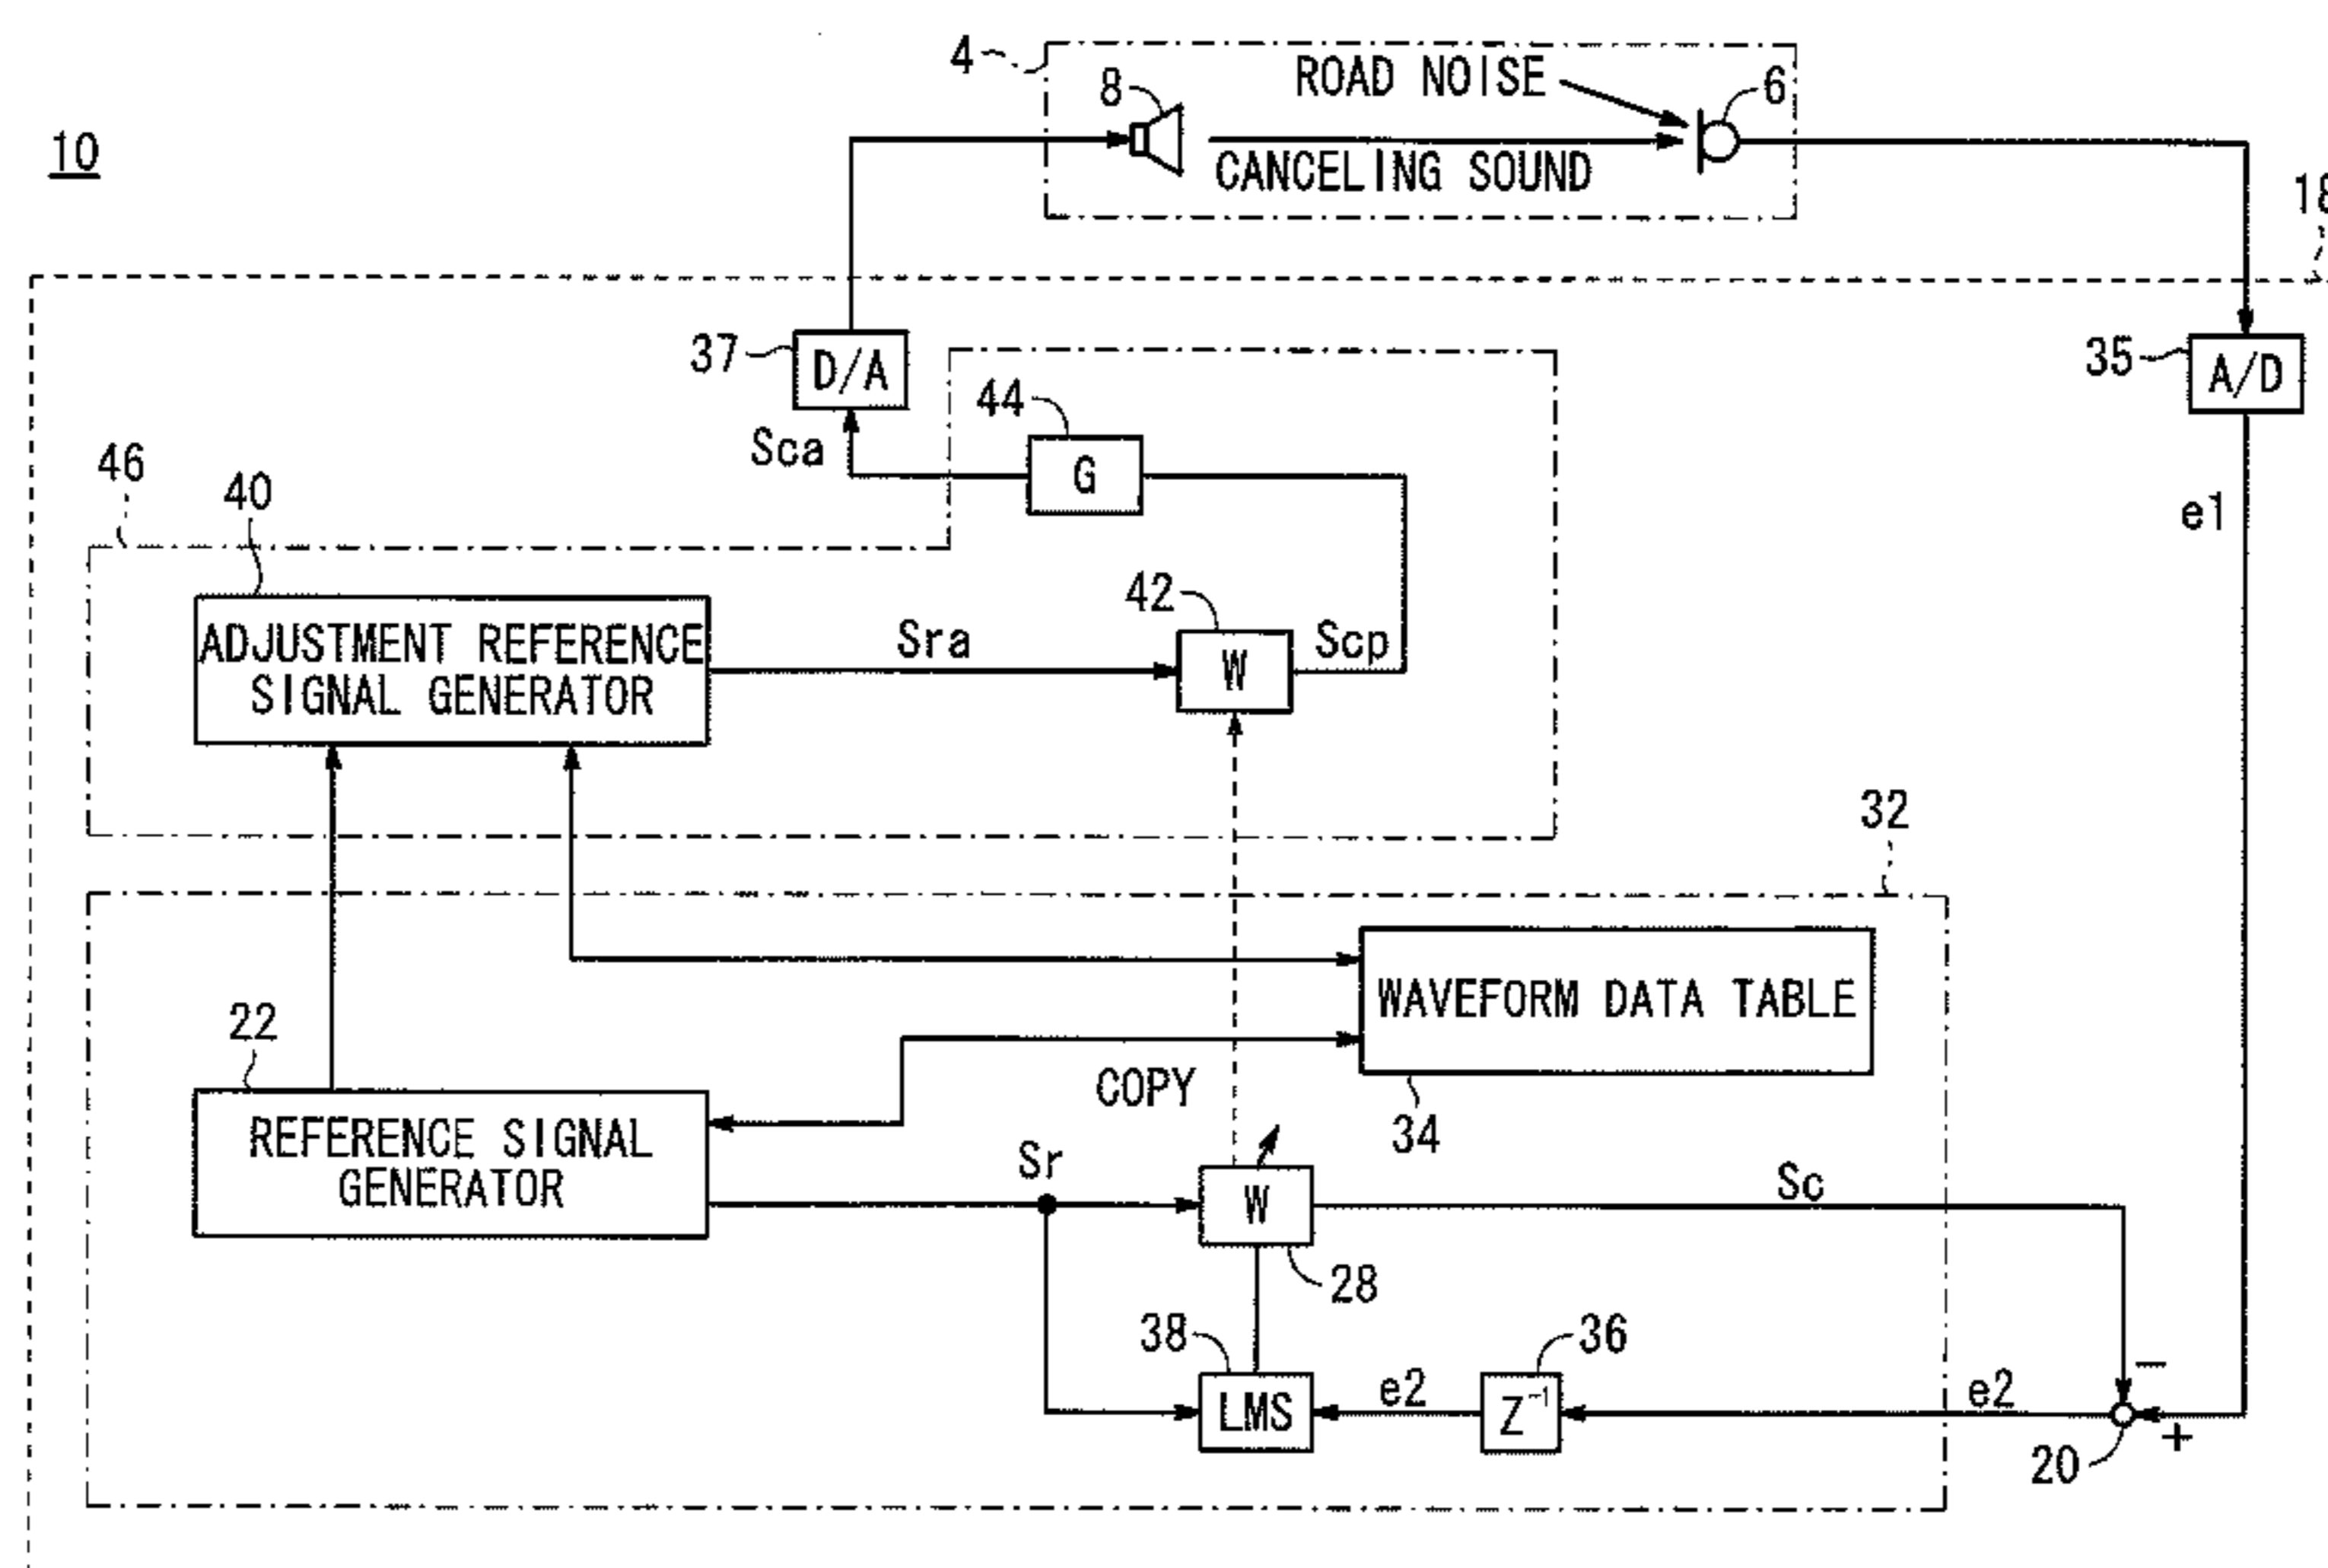 4
8
ROAD NOISE
6
10
CANCELING SOUND
18
37
D/A
35
A/D
44
Sca
G
46
40
e1
42
ADJUSTMENT REFERENCE
SIGNAL GENERATOR
Sra
W
Scp
32
WAVEFORM DATA TABLE
22
COPY
34
REFERENCE SIGNAL
GENERATOR
Sr
W
Sc
28
38
36
LMS
e2
Z⁻¹
e2
−
+
20